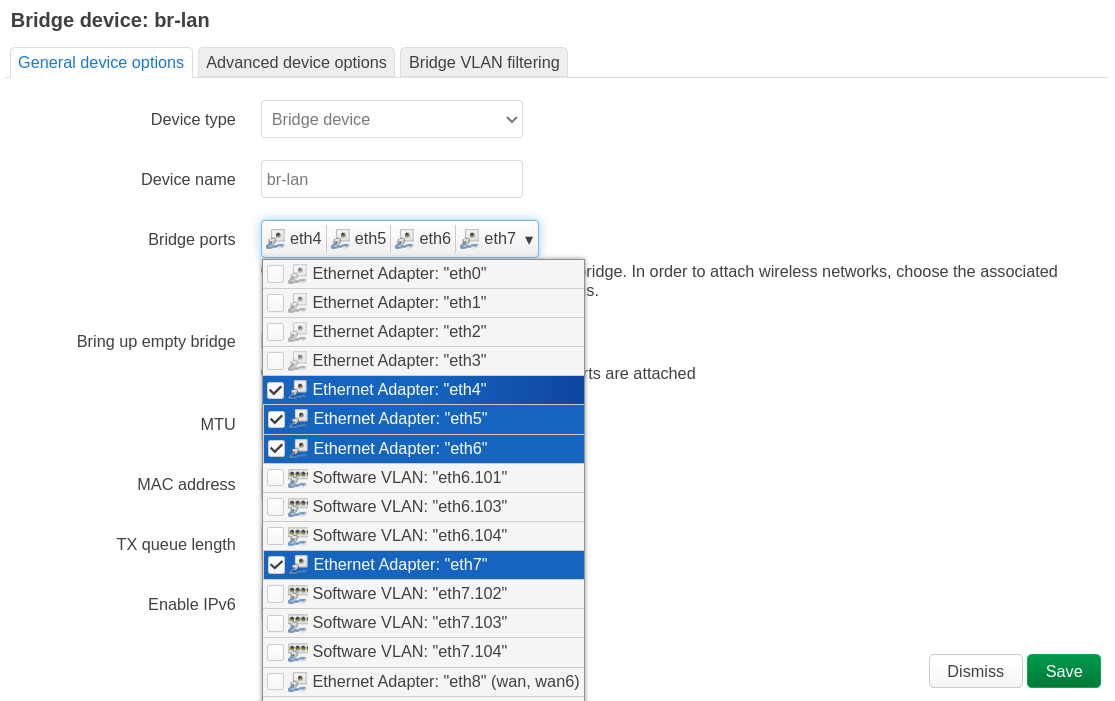 Bridge device: br-lan
General device options
Advanced device options
Bridge VLAN filtering
Device type
Bridge device
Device name
br-lan
Bridge ports
eth4 eth5 eth6 eth7
ridge. In order to attach wireless networks, choose the associated
s.
Ethernet Adapter: "eth0"
Ethernet Adapter: "eth1"
Ethernet Adapter: "eth2"
Ethernet Adapter: "eth3"
Ethernet Adapter: "eth4"
Ethernet Adapter: "eth5"
Ethernet Adapter: "eth6"
Software VLAN: "eth6.101"
Software VLAN: "eth6.103"
Software VLAN: "eth6.104"
Ethernet Adapter: "eth7"
Software VLAN: "eth7.102"
Software VLAN: "eth7.103"
Software VLAN: "eth7.104"
Ethernet Adapter: "eth8" (wan, wan6)
Bring up empty bridge
rts are attached
MTU
MAC address
TX queue length
Enable IPv6
Dismiss
Save